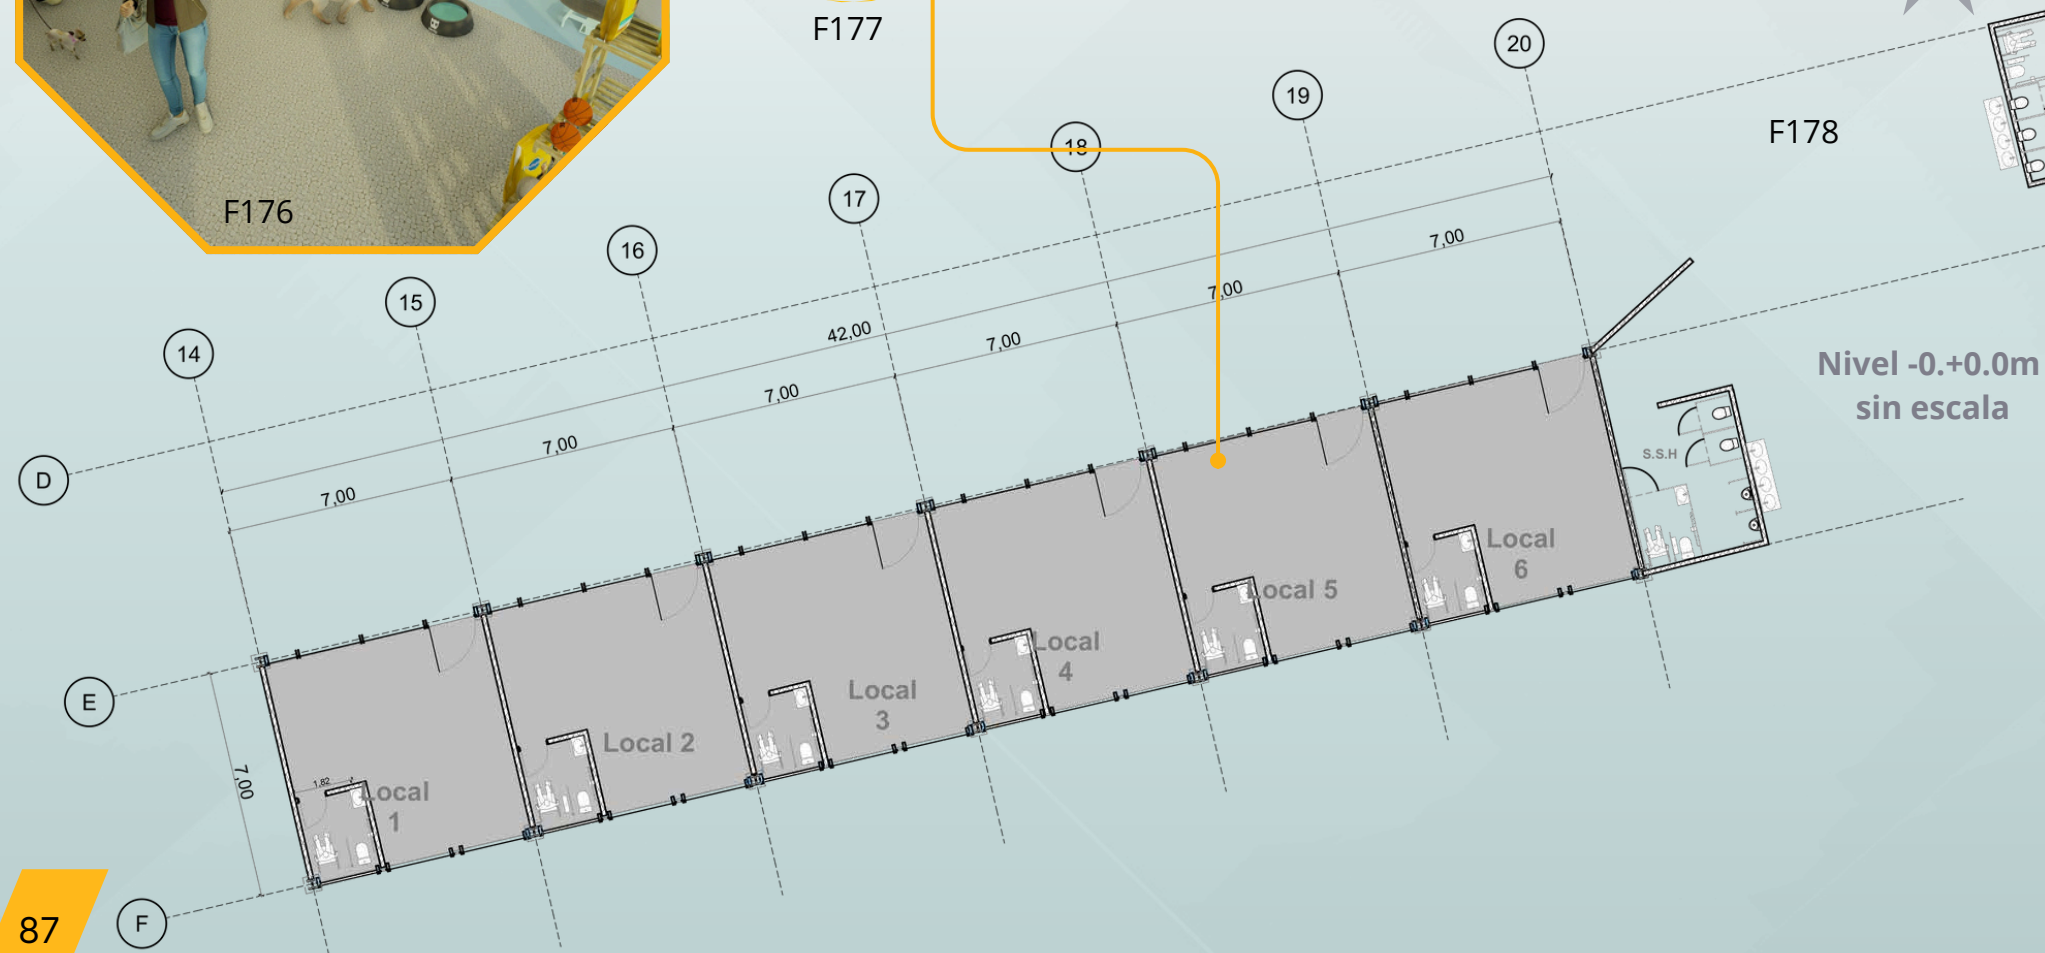 F177
20
19
F178
18
F176
17
7,00
16
7,00
15
42,00
7,00
14
7,00
Nivel -0.+0.0m
sin escala
7,00
S.S.H
D
7,00
Local
6
Local 5
Local
4
E
Local
3
Local 2
7,00
1,82
Local
1
F
87